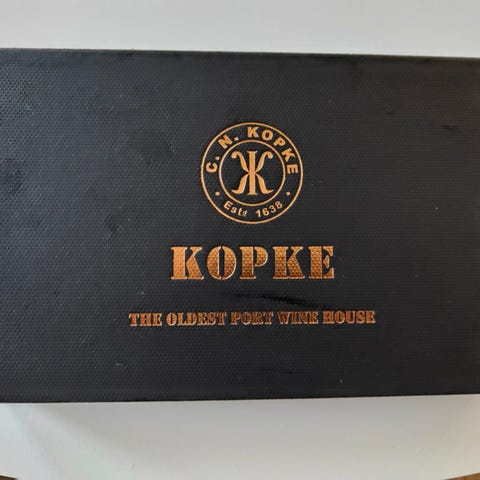 C. N. KOPKE
Estd 1638
KOPKE
THE OLDEST PORT WINE HOUSE